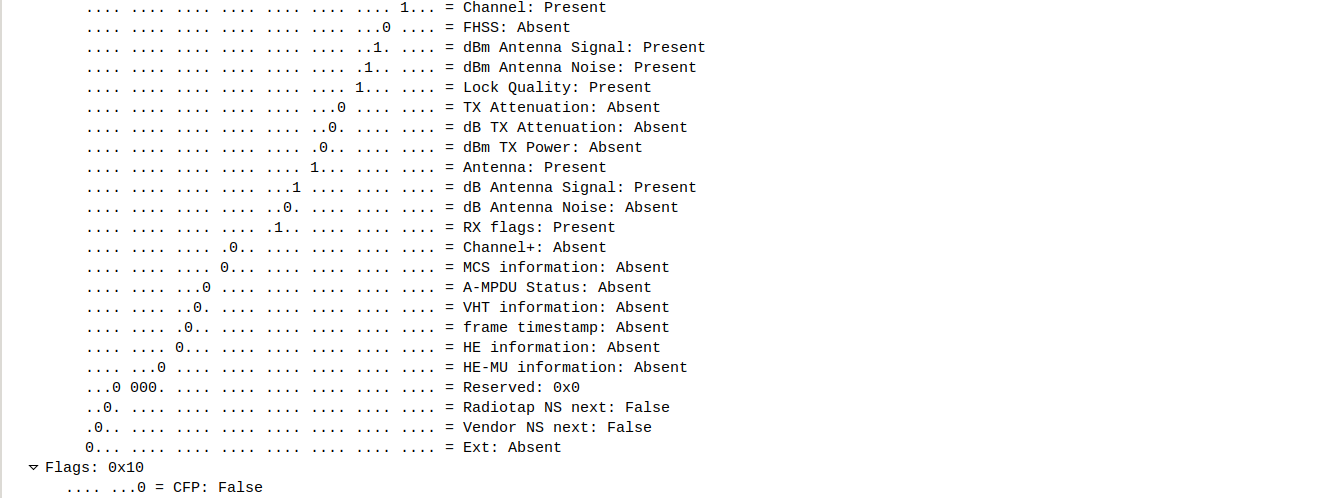 .... .... .... .... .... .... .... 1... = Channel: Present
.... .... .... .... .... .... ...0 .... = FHSS: Absent
.... .... .... .... .... .... ..1. .... = dBm Antenna Signal: Present
.... .... .... .... .... .... .1.. .... = dBm Antenna Noise: Present
.... .... .... .... .... .... 1... .... = Lock Quality: Present
.... .... .... .... .... ...0 .... .... = TX Attenuation: Absent
.... .... .... .... .... ..0. .... .... = dB TX Attenuation: Absent
.... .... .... .... .... .0.. .... .... = dBm TX Power: Absent
.... .... .... .... .... 1... .... .... = Antenna: Present
.... .... .... .... ...1 .... .... .... = dB Antenna Signal: Present
.... .... .... .... ..0. .... .... .... = dB Antenna Noise: Absent
.... .... .... .... .1.. .... .... .... = RX flags: Present
.... .... .... .0.. .... .... .... .... = Channel+: Absent
.... .... .... 0... .... .... .... .... = MCS information: Absent
.... .... ...0 .... .... .... .... .... = A-MPDU Status: Absent
.... .... ..0. .... .... .... .... .... = VHT information: Absent
.... .... .0.. .... .... .... .... .... = frame timestamp: Absent
.... .... 0... .... .... .... .... .... = HE information: Absent
.... ...0 .... .... .... .... .... .... = HE-MU information: Absent
...0 000. .... .... .... .... .... .... = Reserved: 0x0
..0. .... .... .... .... .... .... .... = Radiotap NS next: False
.0.. .... .... .... .... .... .... .... = Vendor NS next: False
0... .... .... .... .... .... .... .... = Ext: Absent
Flags: 0x10
.... ...0 = CFP: False